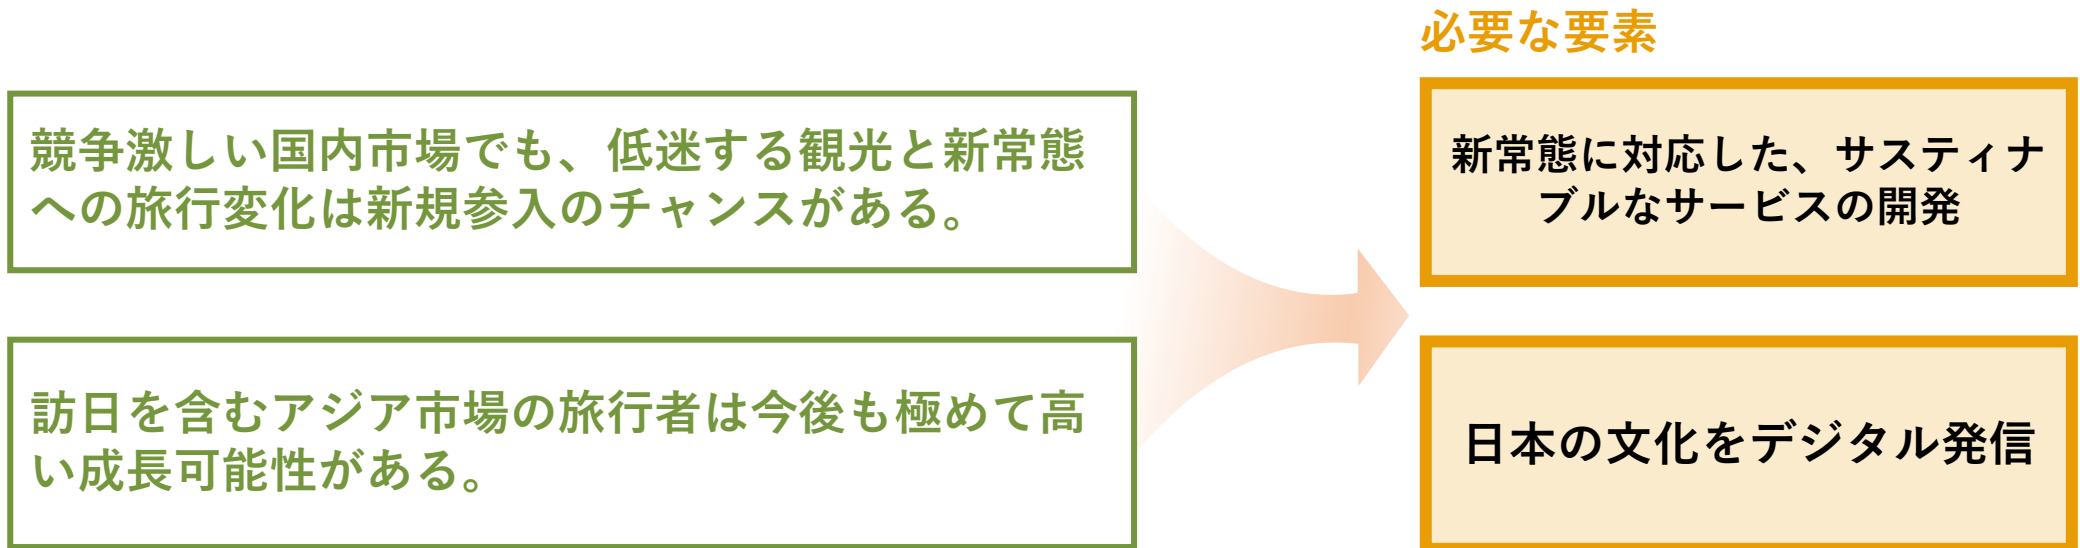 必要な要素
競争激しい国内市場でも、低迷する観光と新常態
への旅行変化は新規参入のチャンスがある。
新常態に対応した、サスティナ
ブルなサービスの開発
訪日を含むアジア市場の旅行者は今後も極めて高
い成長可能性がある。
日本の文化をデジタル発信